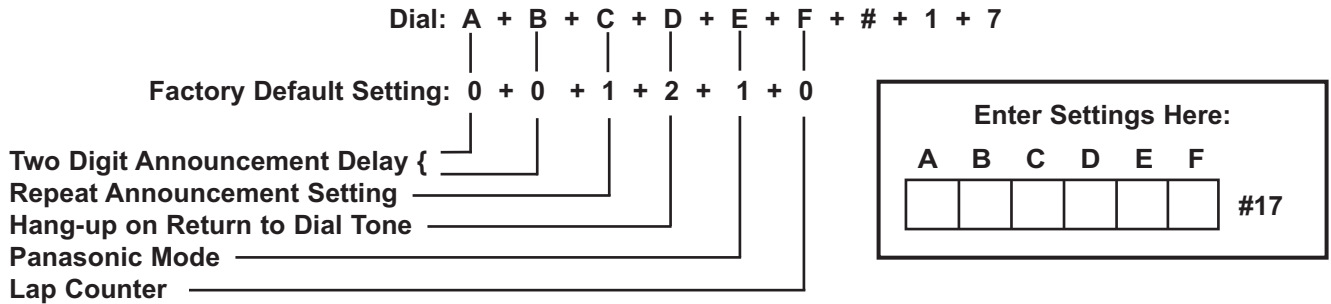 Dial: A + B + C + D + E + F + # + 1 + 7
Factory Default Setting: 0 + 0 + 1 + 2 + 1 + 0
Two Digit Announcement Delay {
Repeat Announcement Setting
Hang-up on Return to Dial Tone
Panasonic Mode
Lap Counter
Enter Settings Here:
A B C D E F
#17